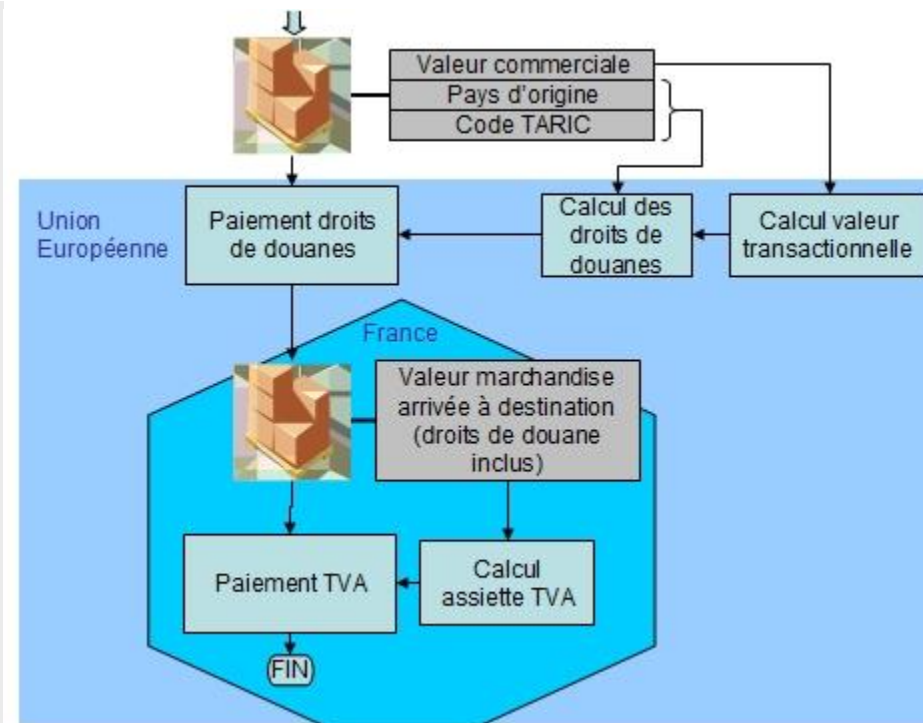 Valeur commerciale
Pays d'origine
Code TARIC
Union
Européenne
Paiement droits
de douanes
Calcul des
droits de
douanes
Calcul valeur
transactionnelle
France
Valeur marchandise
arrivée à destination
(droits de douane
inclus)
Paiement TVA
Calcul
assiette TVA
FIN